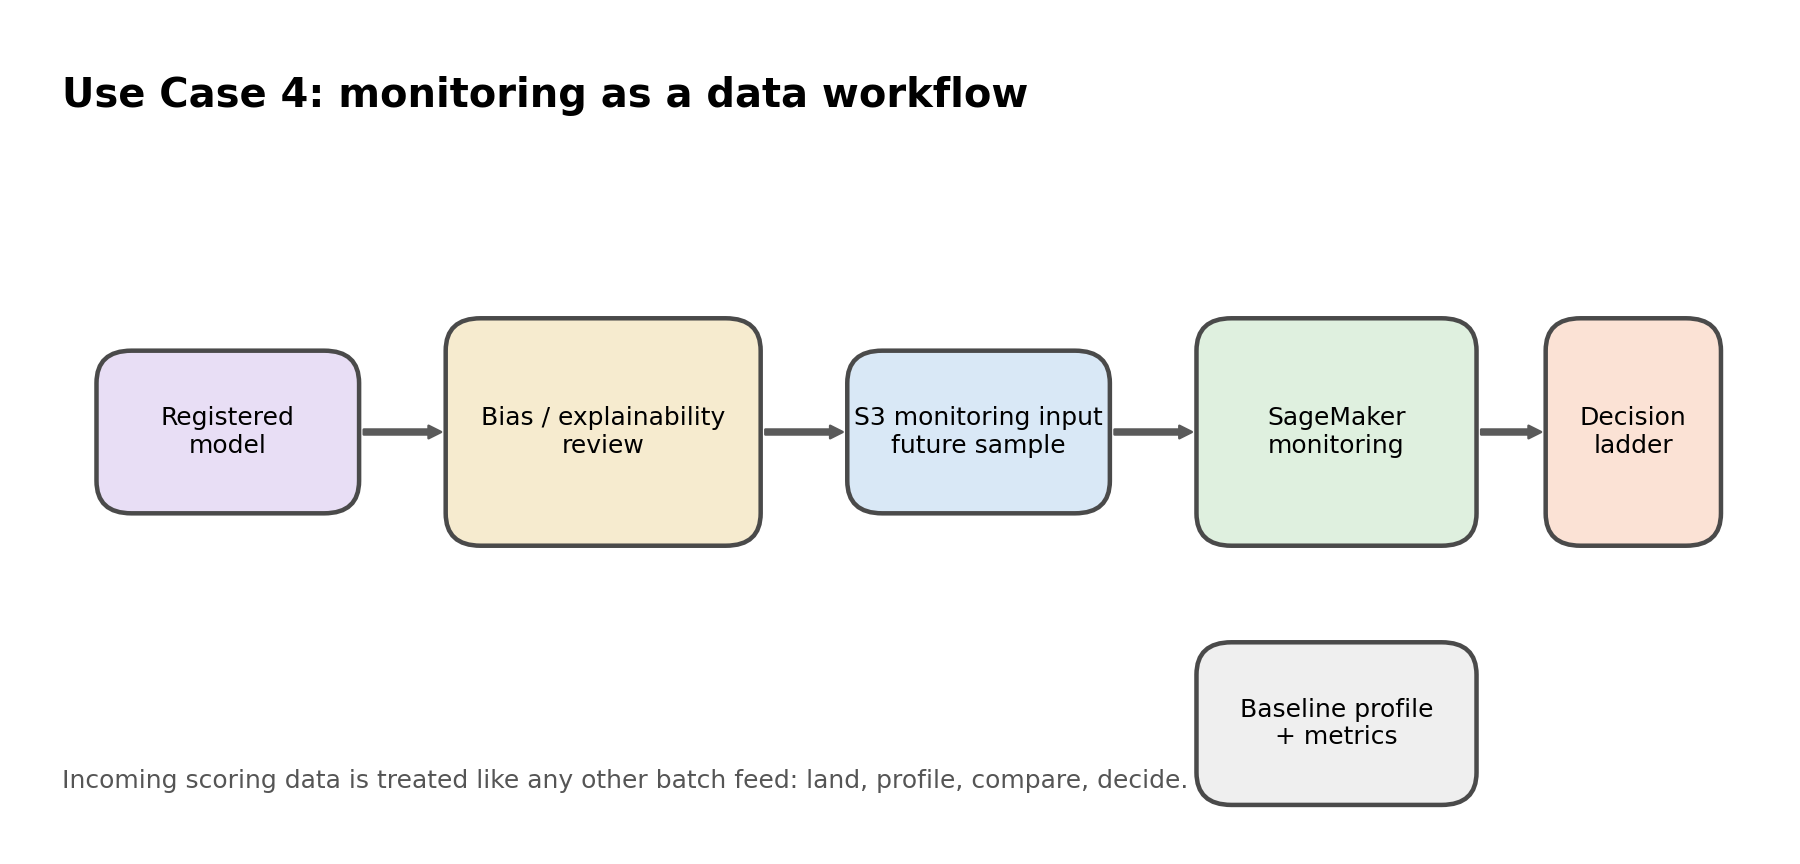 Use Case 4: monitoring as a data workflow
Registered
model
Bias / explainability
review
S3 monitoring input
future sample
SageMaker
monitoring
Decision
ladder
Baseline profile
+ metrics
Incoming scoring data is treated like any other batch feed: land, profile, compare, decide.